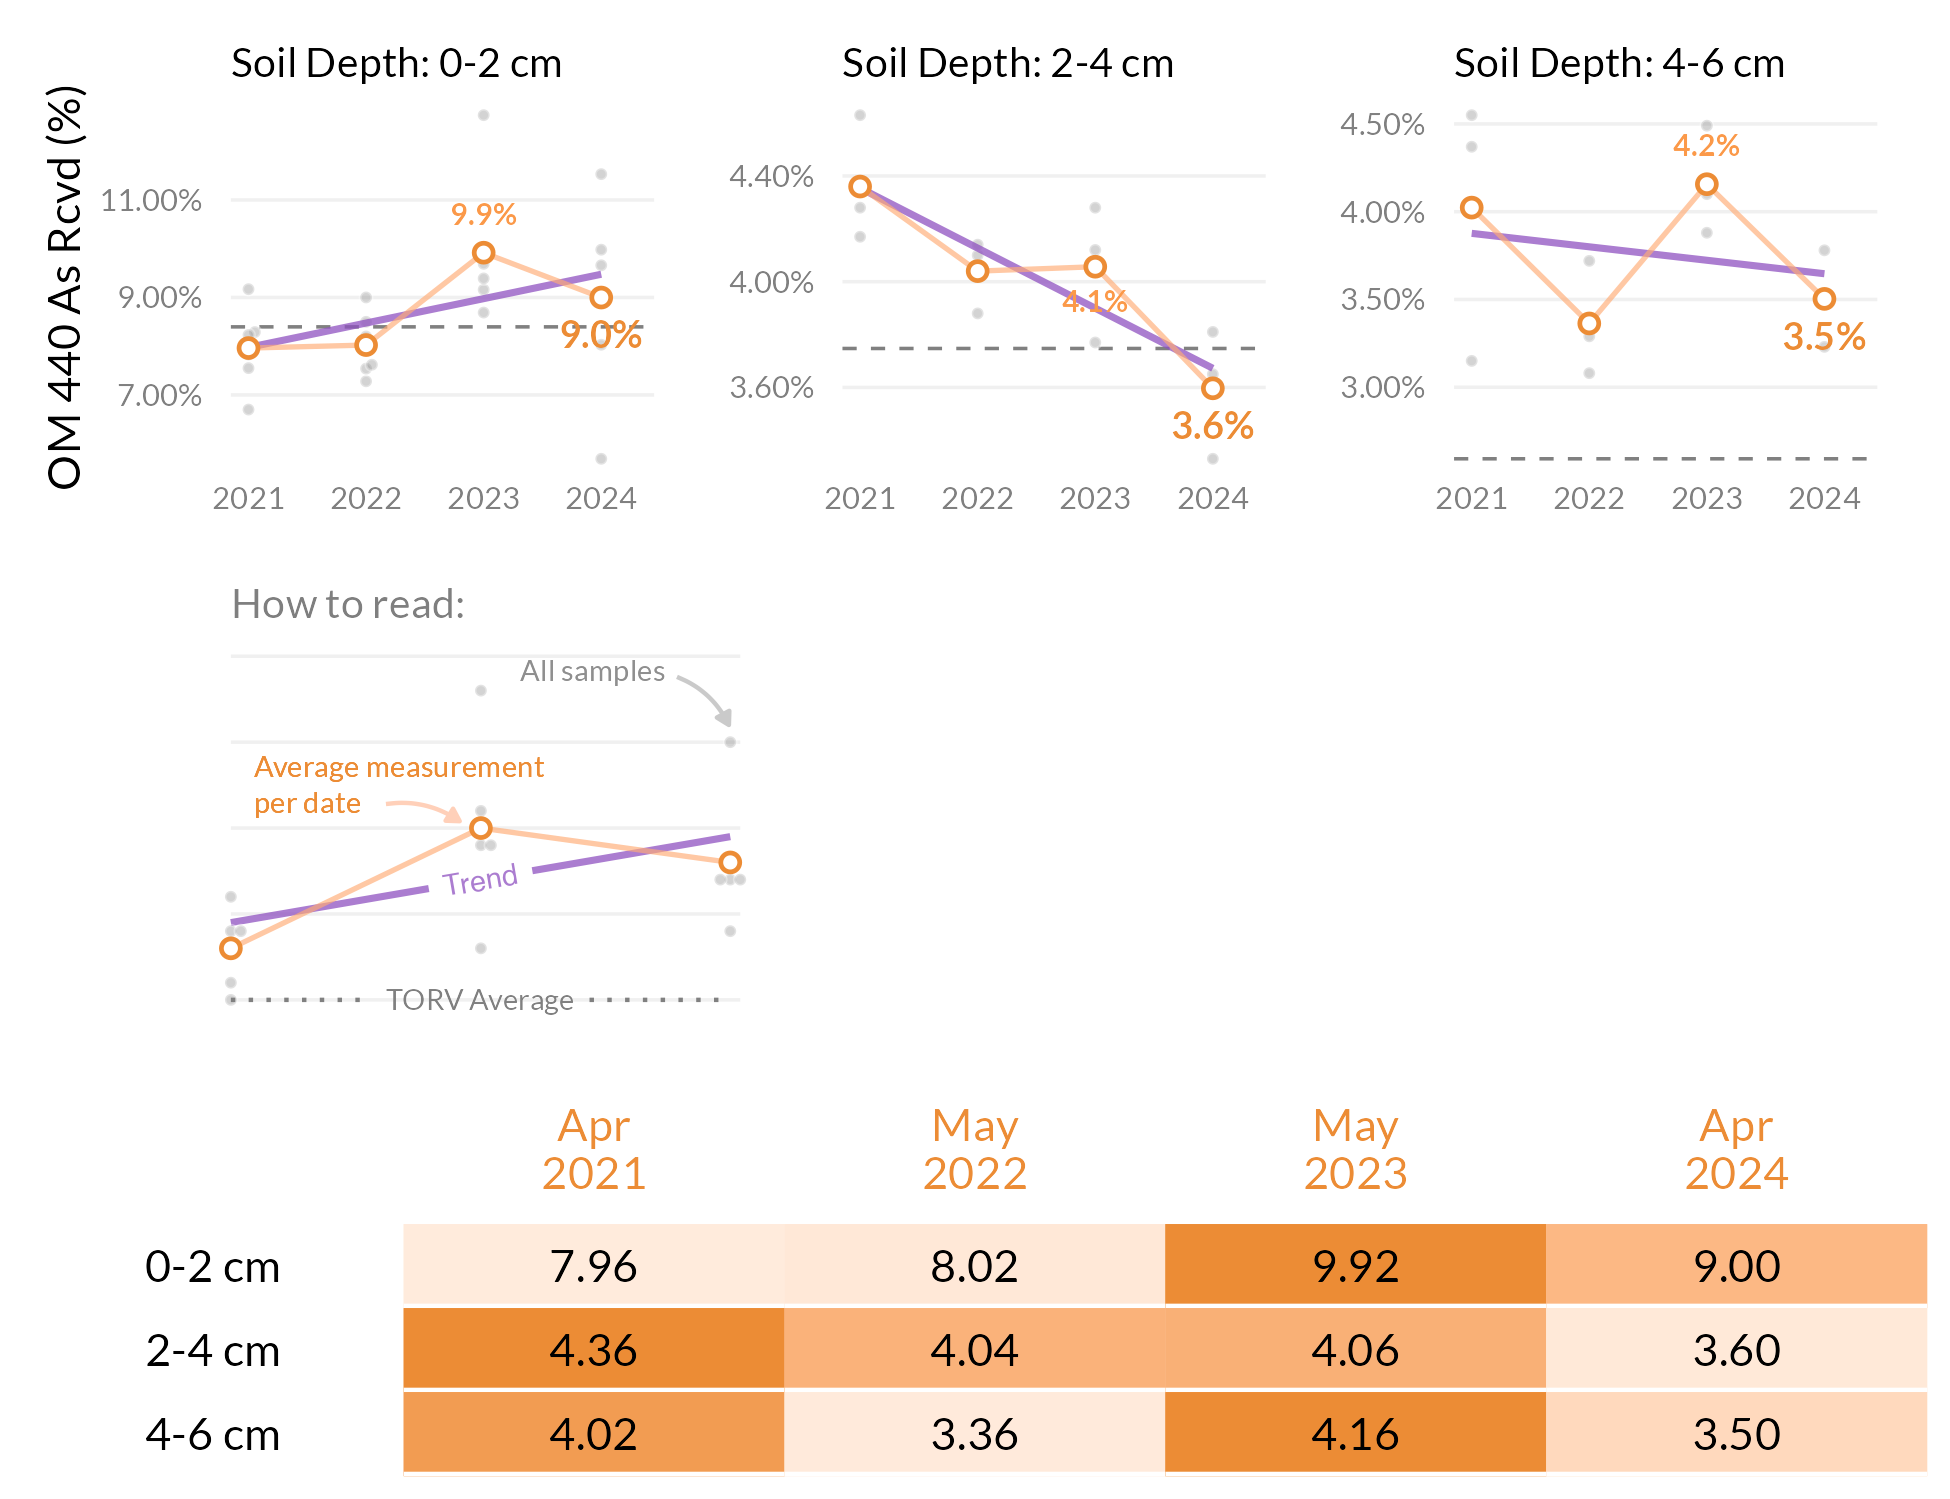 Soil Depth: 0-2 cm
Soil Depth: 2-4 cm
Soil Depth: 4-6 cm
OM 440 As Rcvd (%)
11.00%
9.00%
7.00%
9.9%
9.0%
2021 2022 2023 2024
4.40%
4.00%
3.60%
4.1%
3.6%
2021 2022 2023 2024
4.50%
4.00%
3.50%
3.00%
4.2%
3.5%
2021 2022 2023 2024
How to read:
All samples
Average measurement
per date
Trend
TORV Average
Apr 2021
May 2022
May 2023
Apr 2024
0-2 cm 7.96 8.02 9.92 9.00
2-4 cm 4.36 4.04 4.06 3.60
4-6 cm 4.02 3.36 4.16 3.50